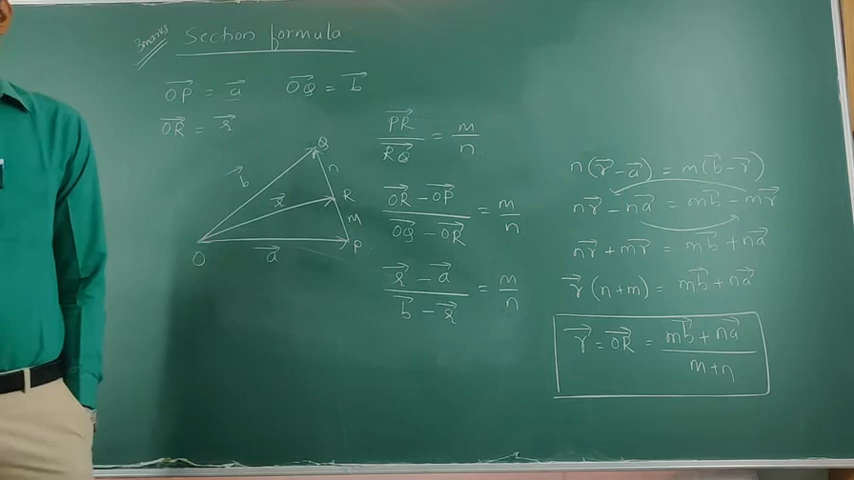 3marks
Section formula
OP⃗ = a⃗ OQ⃗ = b⃗
OR⃗ = r⃗
Q
b⃗
n
r⃗
R
m
O
a⃗
P
PR⃗ / RQ⃗ = m / n
OR⃗ - OP⃗ / OQ⃗ - OR⃗ = m / n
r⃗ - a⃗ / b⃗ - r⃗ = m / n
n(r⃗ - a⃗) = m(b⃗ - r⃗)
nr⃗ - na⃗ = mb⃗ - mr⃗
nr⃗ + mr⃗ = mb⃗ + na⃗
r⃗ (n+m) = mb⃗ + na⃗
r⃗ = OR⃗ = mb⃗ + na⃗ / m+n